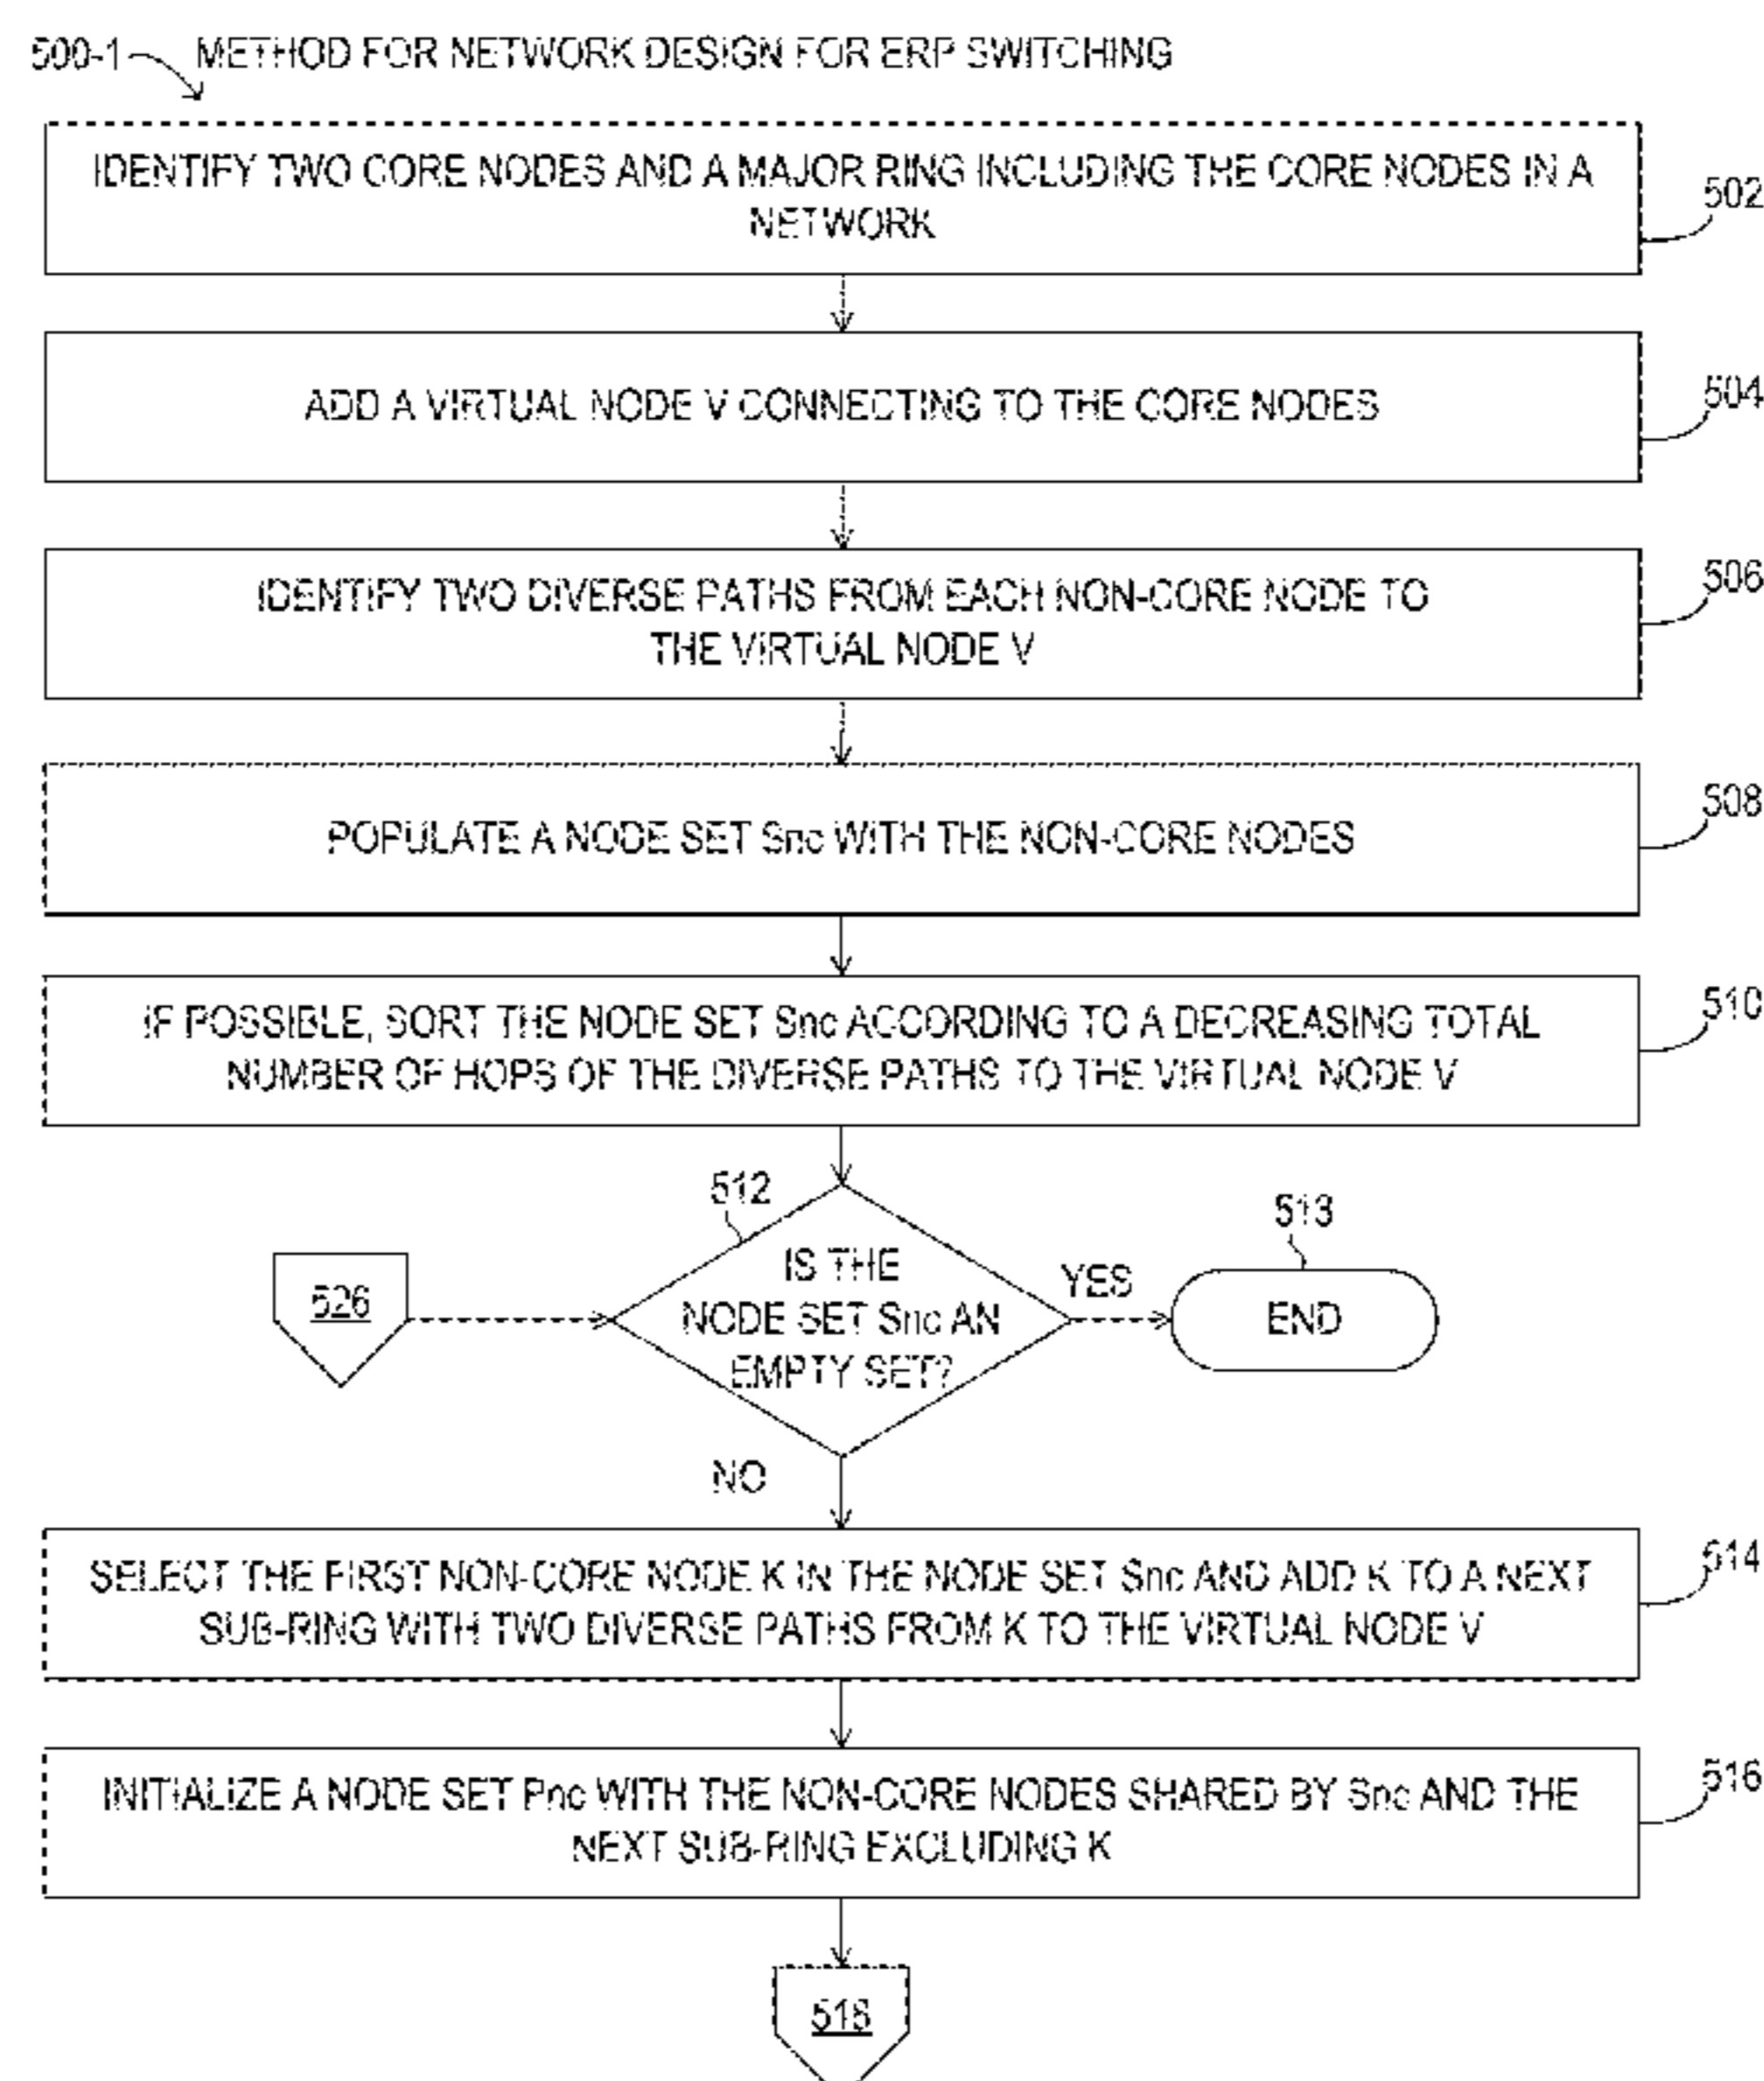 500-1 METHOD FOR NETWORK DESIGN FOR ERP SWITCHING
IDENTIFY TWO CORE NODES AND A MAJOR RING INCLUDING THE CORE NODES IN A
NETWORK
502
ADD A VIRTUAL NODE V CONNECTING TO THE CORE NODES
504
IDENTIFY TWO DIVERSE PATHS FROM EACH NON-CORE NODE TO
THE VIRTUAL NODE V
506
POPULATE A NODE SET Snc WITH THE NON-CORE NODES
508
IF POSSIBLE, SORT THE NODE SET Snc ACCORDING TO A DECREASING TOTAL
NUMBER OF HOPS OF THE DIVERSE PATHS TO THE VIRTUAL NODE V
510
512
513
526
IS THE
NODE SET Snc AN
EMPTY SET?
YES
END
NO
SELECT THE FIRST NON-CORE NODE K IN THE NODE SET Snc AND ADD K TO A NEXT
SUB-RING WITH TWO DIVERSE PATHS FROM K TO THE VIRTUAL NODE V
514
INITIALIZE A NODE SET Pnc WITH THE NON-CORE NODES SHARED BY Snc AND THE
NEXT SUB-RING EXCLUDING K
516
518